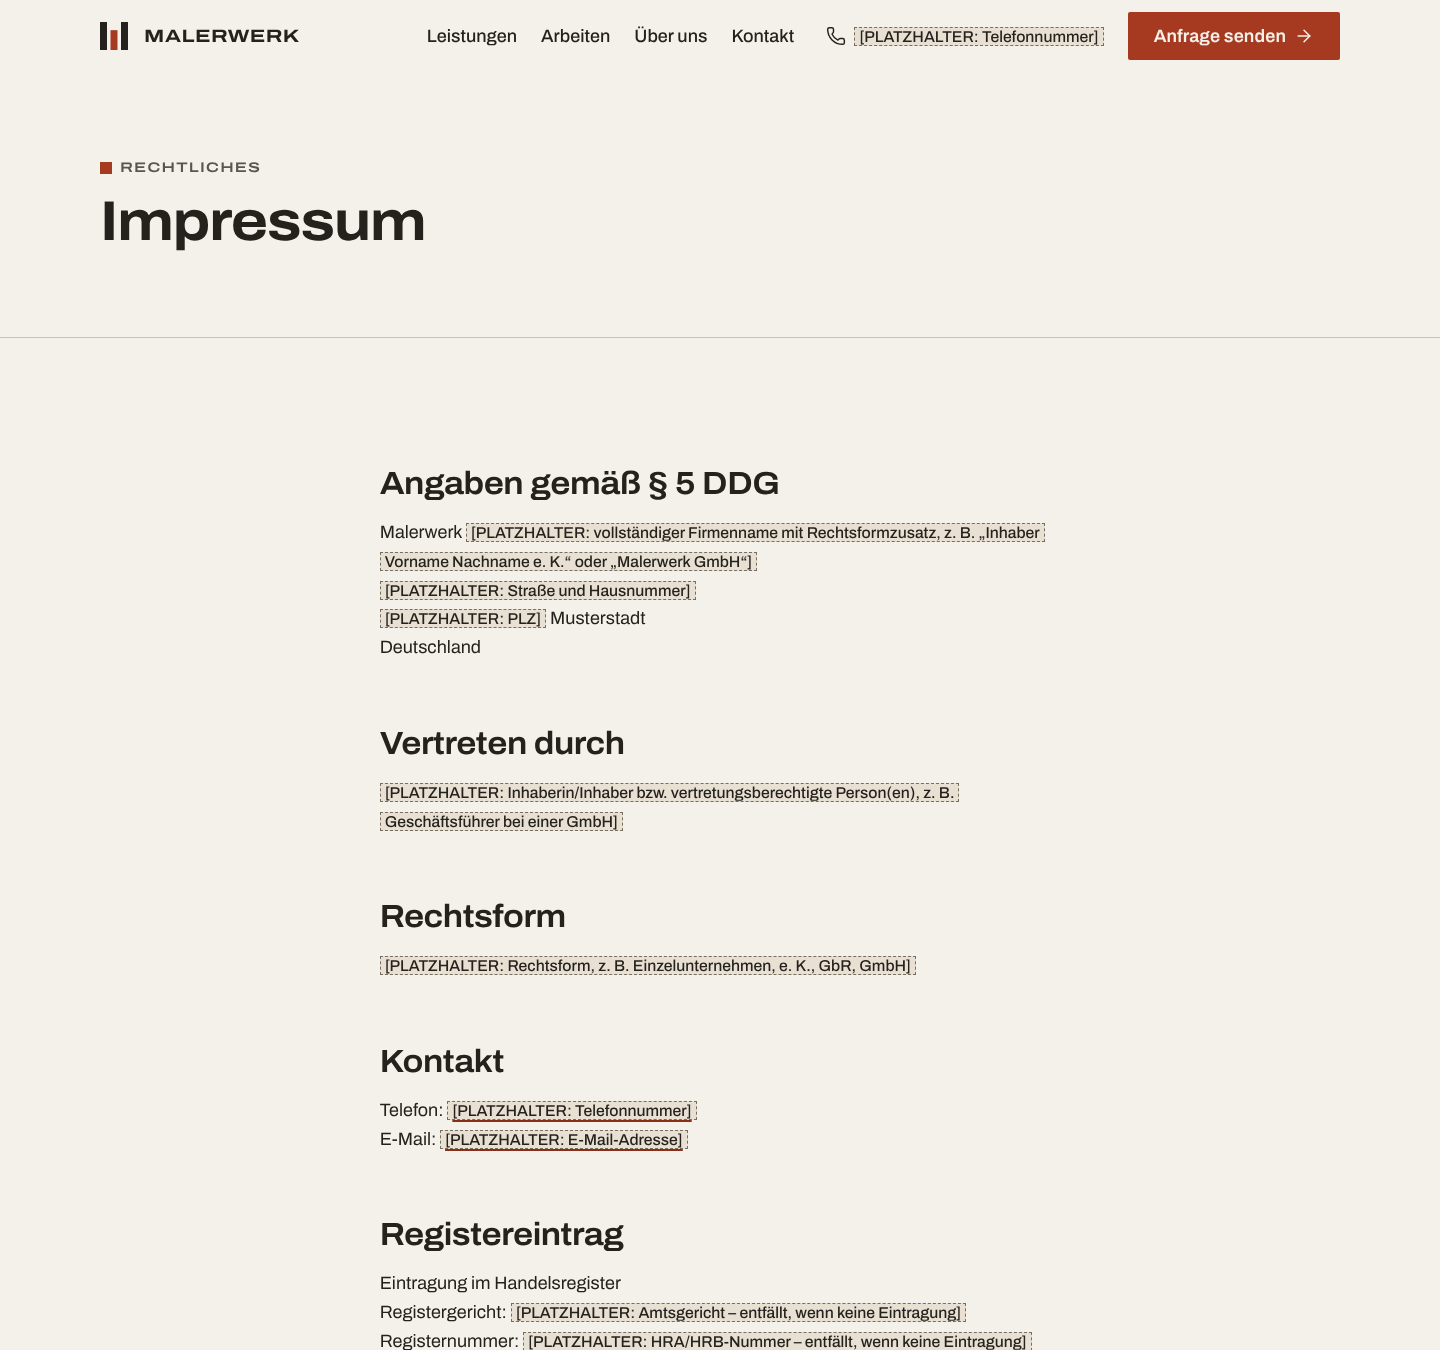 MALERWERK
Leistungen Arbeiten Über uns Kontakt [PLATZHALTER: Telefonnummer] Anfrage senden
RECHTLICHES
Impressum
Angaben gemäß § 5 DDG
Malerwerk [PLATZHALTER: vollständiger Firmenname mit Rechtsformzusatz, z. B. „Inhaber
Vorname Nachname e. K.“ oder „Malerwerk GmbH“]
[PLATZHALTER: Straße und Hausnummer]
[PLATZHALTER: PLZ] Musterstadt
Deutschland
Vertreten durch
[PLATZHALTER: Inhaberin/Inhaber bzw. vertretungsberechtigte Person(en), z. B.
Geschäftsführer bei einer GmbH]
Rechtsform
[PLATZHALTER: Rechtsform, z. B. Einzelunternehmen, e. K., GbR, GmbH]
Kontakt
Telefon: [PLATZHALTER: Telefonnummer]
E-Mail: [PLATZHALTER: E-Mail-Adresse]
Registereintrag
Eintragung im Handelsregister
Registergericht: [PLATZHALTER: Amtsgericht – entfällt, wenn keine Eintragung]
Registernummer: [PLATZHALTER: HRA/HRB-Nummer – entfällt, wenn keine Eintragung]